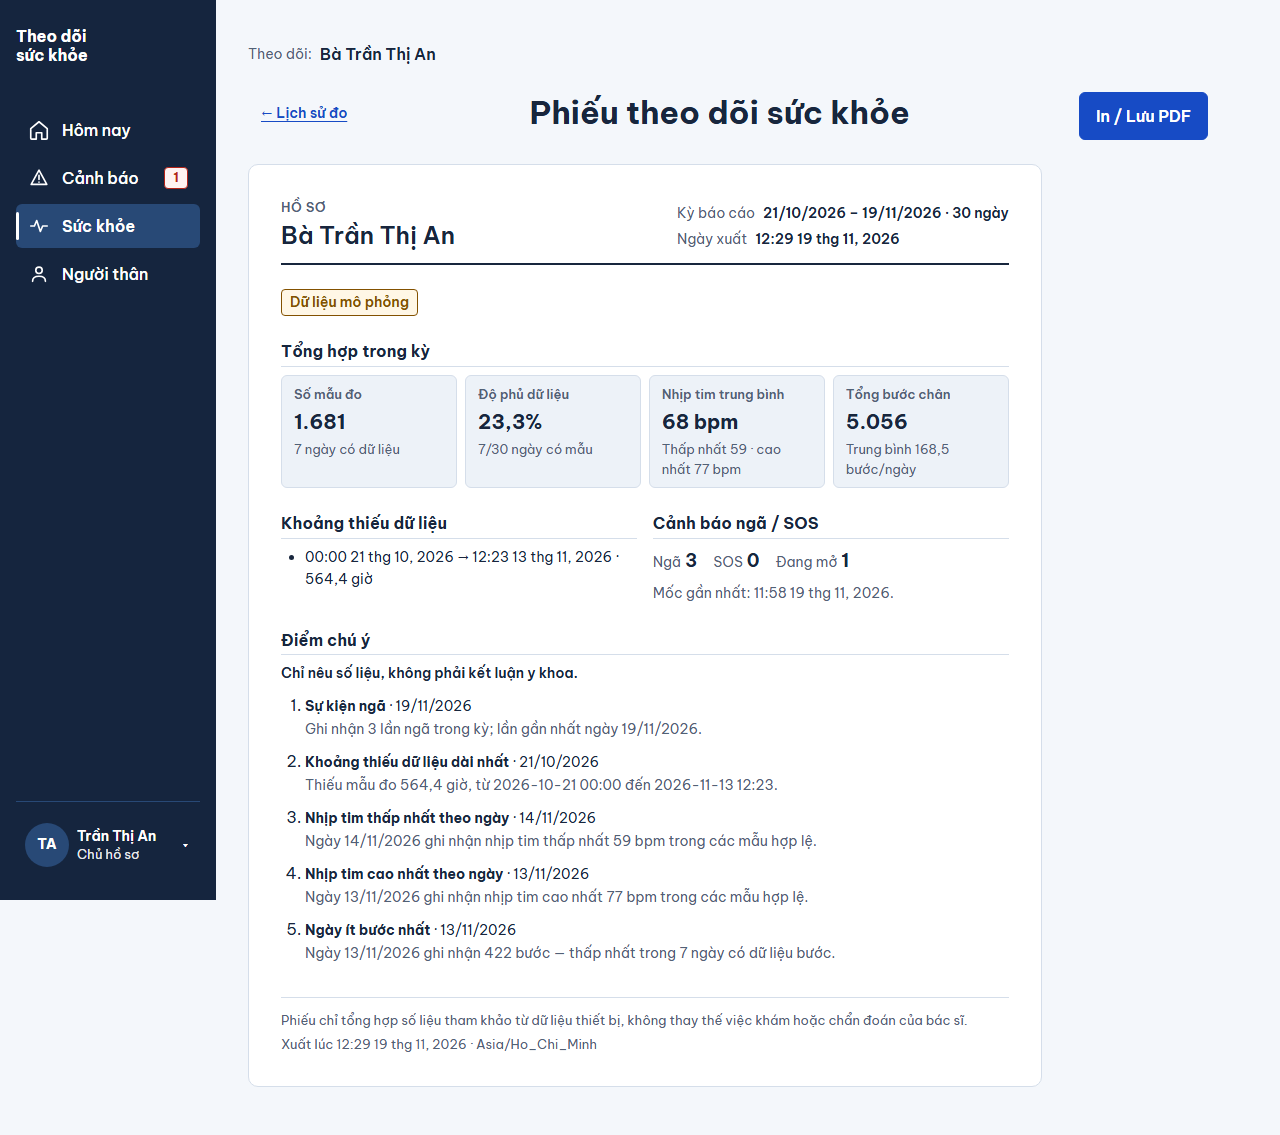 Theo dõi
sức khỏe
Hôm nay
Cảnh báo
1
Sức khỏe
Người thân
TA
Trần Thị An
Chủ hồ sơ
Theo dõi: Bà Trần Thị An
← Lịch sử đo
Phiếu theo dõi sức khỏe
In / Lưu PDF
HỒ SƠ
Bà Trần Thị An
Kỳ báo cáo 21/10/2026 – 19/11/2026 · 30 ngày
Ngày xuất 12:29 19 thg 11, 2026
Dữ liệu mô phỏng
Tổng hợp trong kỳ
Số mẫu đo
1.681
7 ngày có dữ liệu
Độ phủ dữ liệu
23,3%
7/30 ngày có mẫu
Nhịp tim trung bình
68 bpm
Thấp nhất 59 · cao
nhất 77 bpm
Tổng bước chân
5.056
Trung bình 168,5
bước/ngày
Khoảng thiếu dữ liệu
• 00:00 21 thg 10, 2026 → 12:23 13 thg 11, 2026 ·
564,4 giờ
Cảnh báo ngã / SOS
Ngã 3 SOS 0 Đang mở 1
Mốc gần nhất: 11:58 19 thg 11, 2026.
Điểm chú ý
Chỉ nêu số liệu, không phải kết luận y khoa.
1. Sự kiện ngã · 19/11/2026
Ghi nhận 3 lần ngã trong kỳ; lần gần nhất ngày 19/11/2026.
2. Khoảng thiếu dữ liệu dài nhất · 21/10/2026
Thiếu mẫu đo 564,4 giờ, từ 2026-10-21 00:00 đến 2026-11-13 12:23.
3. Nhịp tim thấp nhất theo ngày · 14/11/2026
Ngày 14/11/2026 ghi nhận nhịp tim thấp nhất 59 bpm trong các mẫu hợp lệ.
4. Nhịp tim cao nhất theo ngày · 13/11/2026
Ngày 13/11/2026 ghi nhận nhịp tim cao nhất 77 bpm trong các mẫu hợp lệ.
5. Ngày ít bước nhất · 13/11/2026
Ngày 13/11/2026 ghi nhận 422 bước — thấp nhất trong 7 ngày có dữ liệu bước.
Phiếu chỉ tổng hợp số liệu tham khảo từ dữ liệu thiết bị, không thay thế việc khám hoặc chẩn đoán của bác sĩ.
Xuất lúc 12:29 19 thg 11, 2026 · Asia/Ho_Chi_Minh